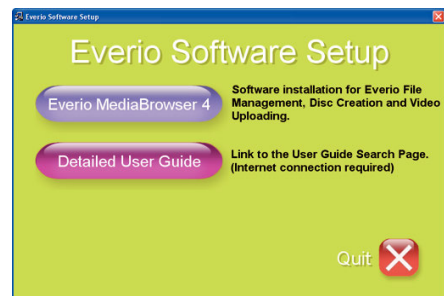 Everio Software Setup
Everio Software Setup
Everio MediaBrowser 4
Software installation for Everio File
Management, Disc Creation and Video
Uploading.
Detailed User Guide
Link to the User Guide Search Page.
(Internet connection required)
Quit